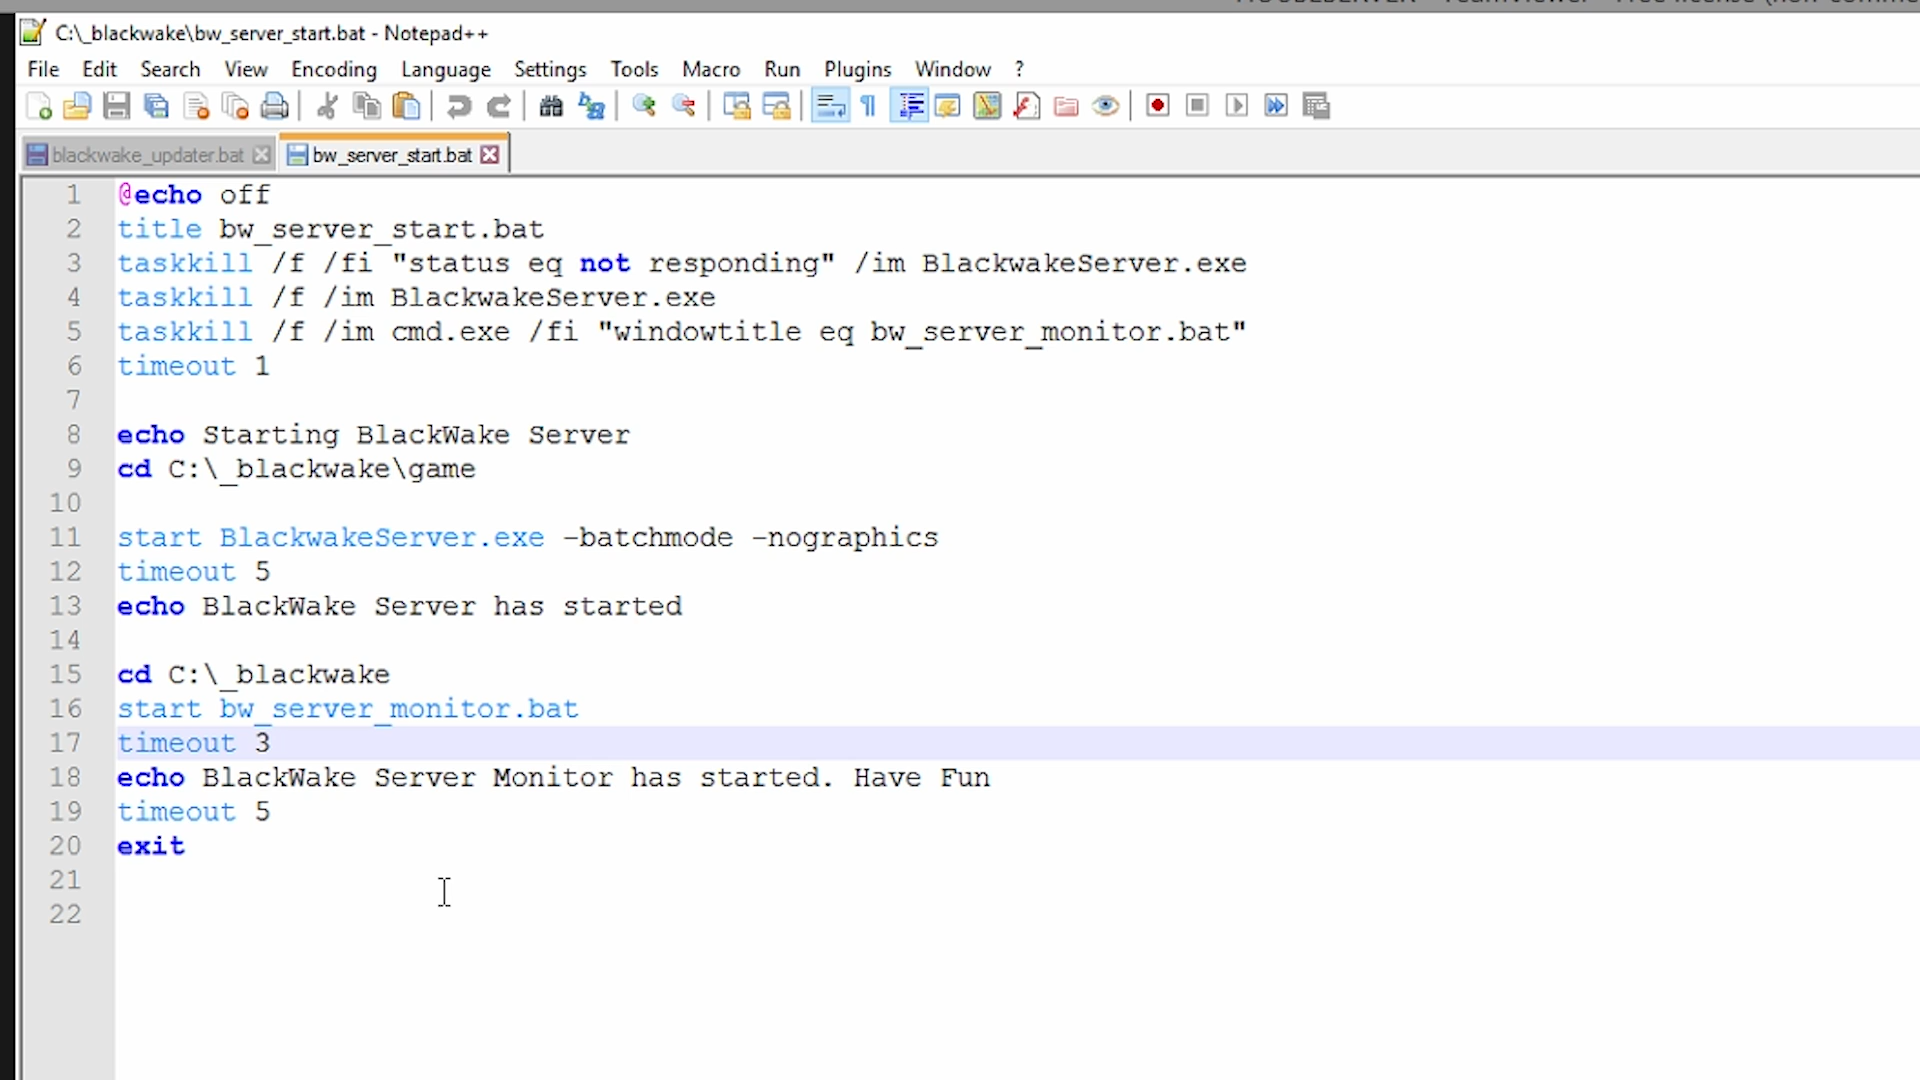 C:\_blackwake\bw_server_start.bat - Notepad++
File Edit Search View Encoding Language Settings Tools Macro Run Plugins Window ?
blackwake_updater.bat bw_server_start.bat
1 @echo off
2 title bw_server_start.bat
3 taskkill /f /fi "status eq not responding" /im BlackwakeServer.exe
4 taskkill /f /im BlackwakeServer.exe
5 taskkill /f /im cmd.exe /fi "windowtitle eq bw_server_monitor.bat"
6 timeout 1
7
8 echo Starting BlackWake Server
9 cd C:\_blackwake\game
10
11 start BlackwakeServer.exe -batchmode -nographics
12 timeout 5
13 echo BlackWake Server has started
14
15 cd C:\_blackwake
16 start bw_server_monitor.bat
17 timeout 3
18 echo BlackWake Server Monitor has started. Have Fun
19 timeout 5
20 exit
21
22